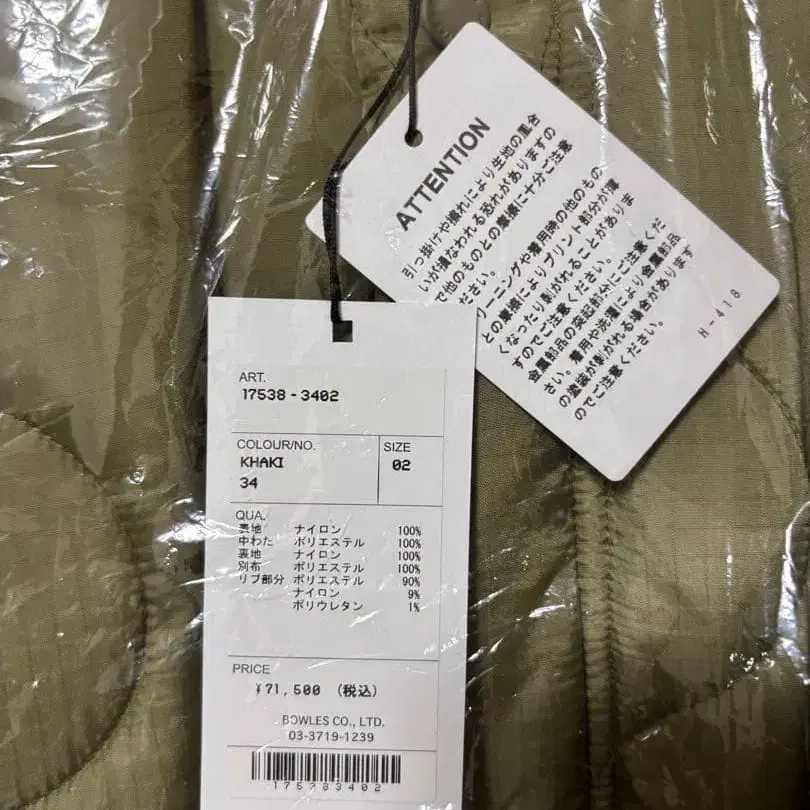 ATTENTION
引っ掛けや擦れにより生地の風合
いが損なわれる恐れがありますの
で他のものとの摩擦に十分ご注意
ださい。
リーニングや着用時の他のもの
との摩擦によりプリント部分が薄
くなったり剥がれることがありま
すのでご注意ください。
金属部品の突起部分にご注意くだ
さい。着用や洗濯により金属部品
の塗装が剥がれる場合があります
のでご注意ください。
H-418
ART.
17538-3402
COLOUR/NO.
KHAKI
34
SIZE
02
QUA.
表地 ナイロン 100%
中わた ポリエステル 100%
裏地 ナイロン 100%
別布 ポリエステル 100%
リブ部分 ポリエステル 90%
ナイロン 9%
ポリウレタン 1%
PRICE
¥71,500 (税込)
BOWLES CO., LTD.
03-3719-1239
175383402